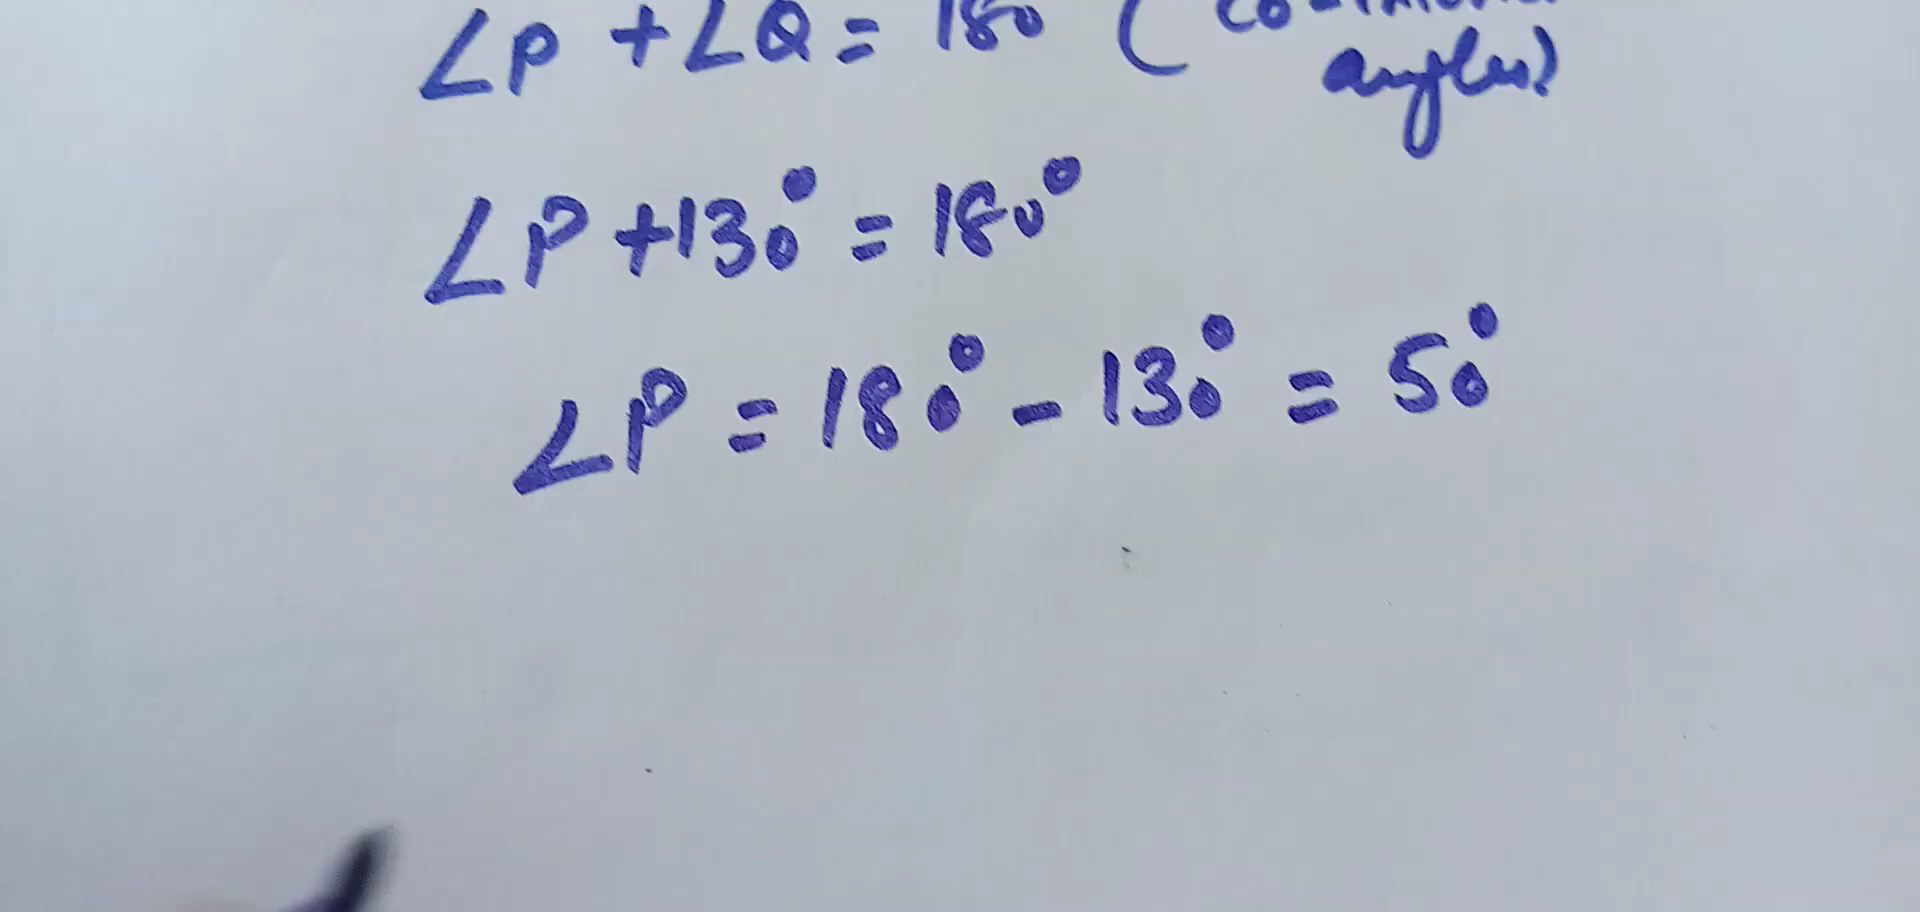 ∠P + ∠Q = 180 (
angles)
∠P + 130° = 180°
∠P = 180° - 130° = 50°